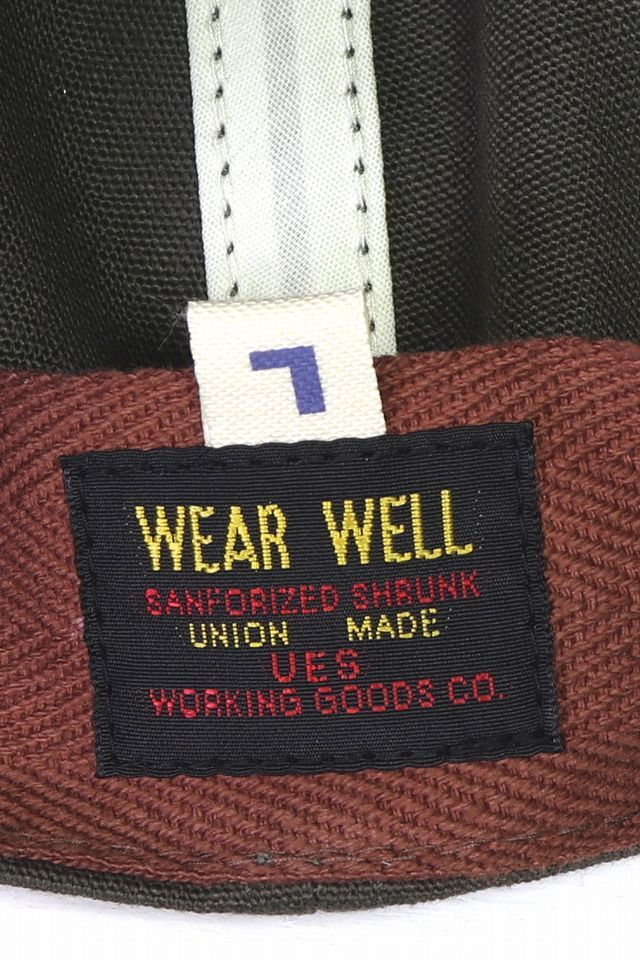 L
WEAR WELL
SANFORIZED SHRUNK
UNION MADE
UES
WORKING GOODS CO.